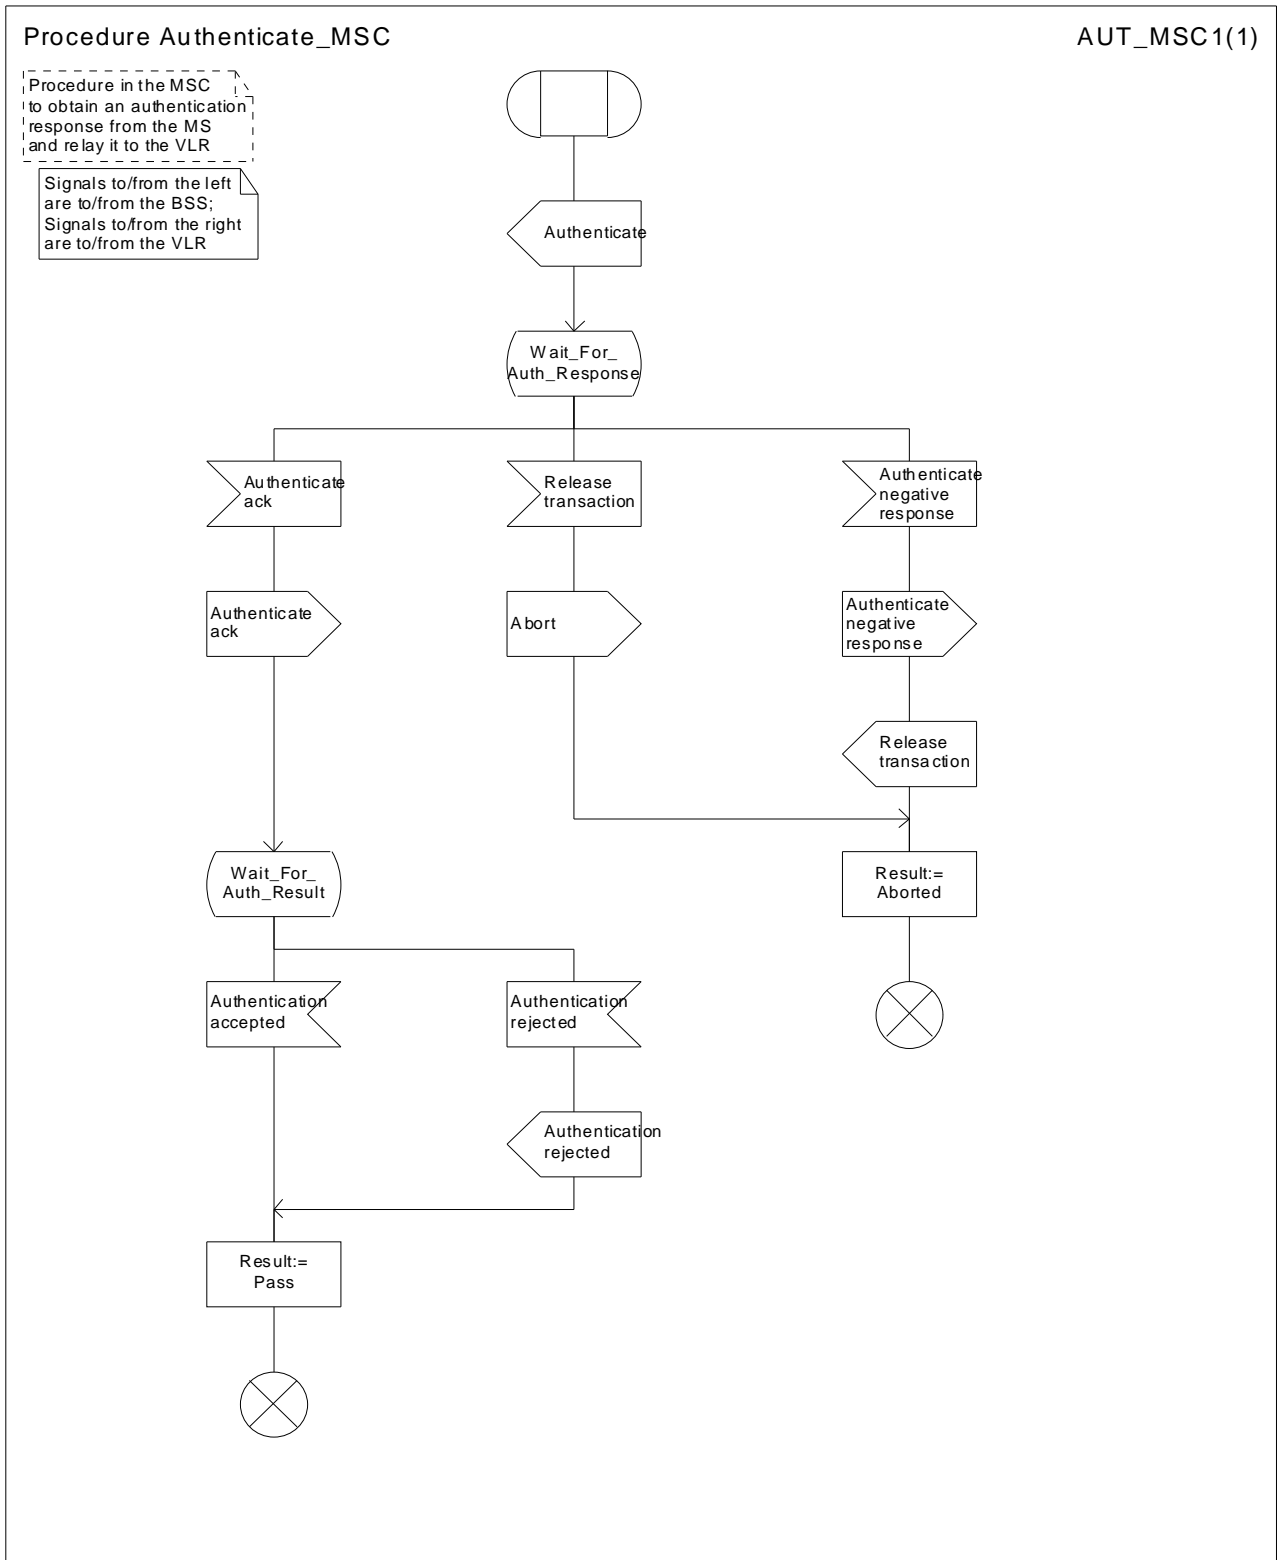 Procedure Authenticate_MSC
AUT_MSC1(1)
Procedure in the MSC
to obtain an authentication
response from the MS
and relay it to the VLR
Signals to/from the left
are to/from the BSS;
Signals to/from the right
are to/from the VLR
Authenticate
Wait_For_
Auth_Response
Authenticate
ack
Release
transaction
Authenticate
negative
response
Authenticate
ack
Abort
Authenticate
negative
response
Release
transaction
Wait_For_
Auth_Result
Result:=
Aborted
Authentication
accepted
Authentication
rejected
Authentication
rejected
Result:=
Pass